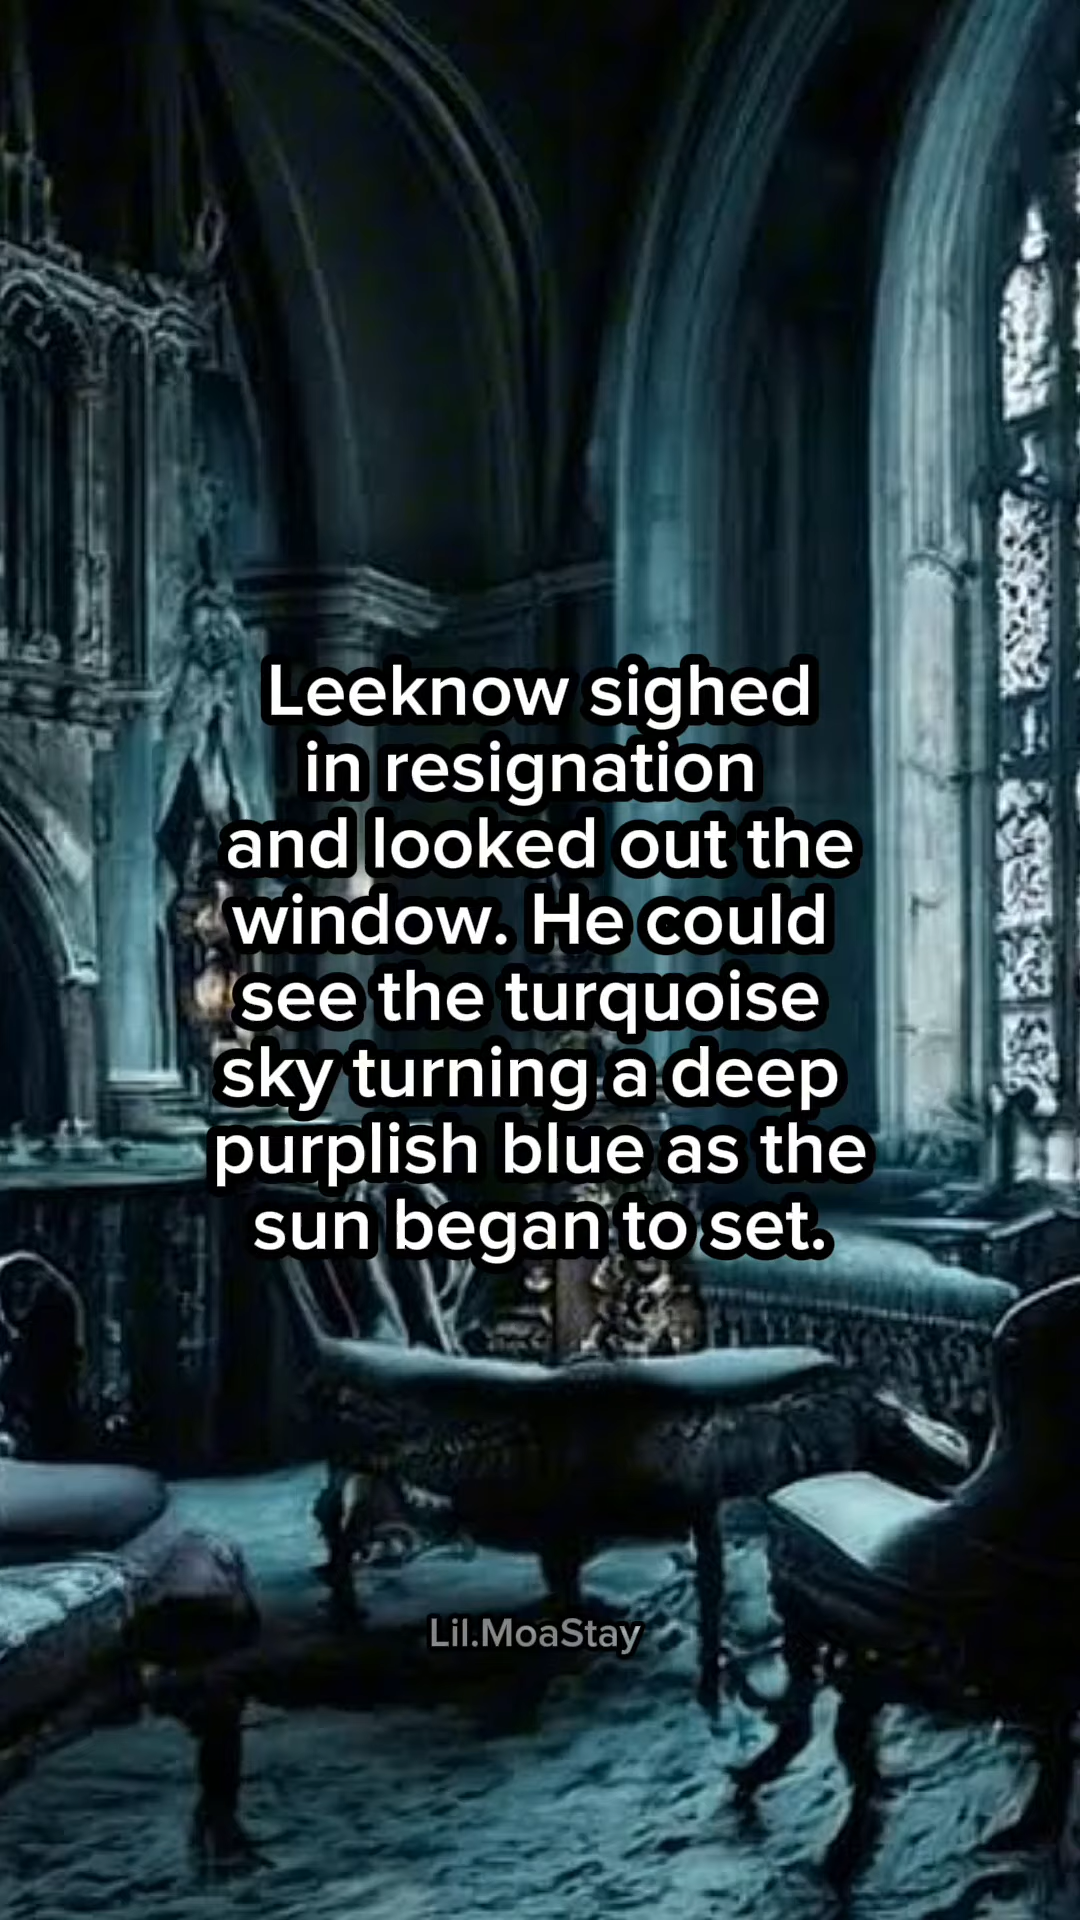 Leeknow sighed
in resignation
and looked out the
window. He could
see the turquoise
sky turning a deep
purplish blue as the
sun began to set.
Lil.MoaStay